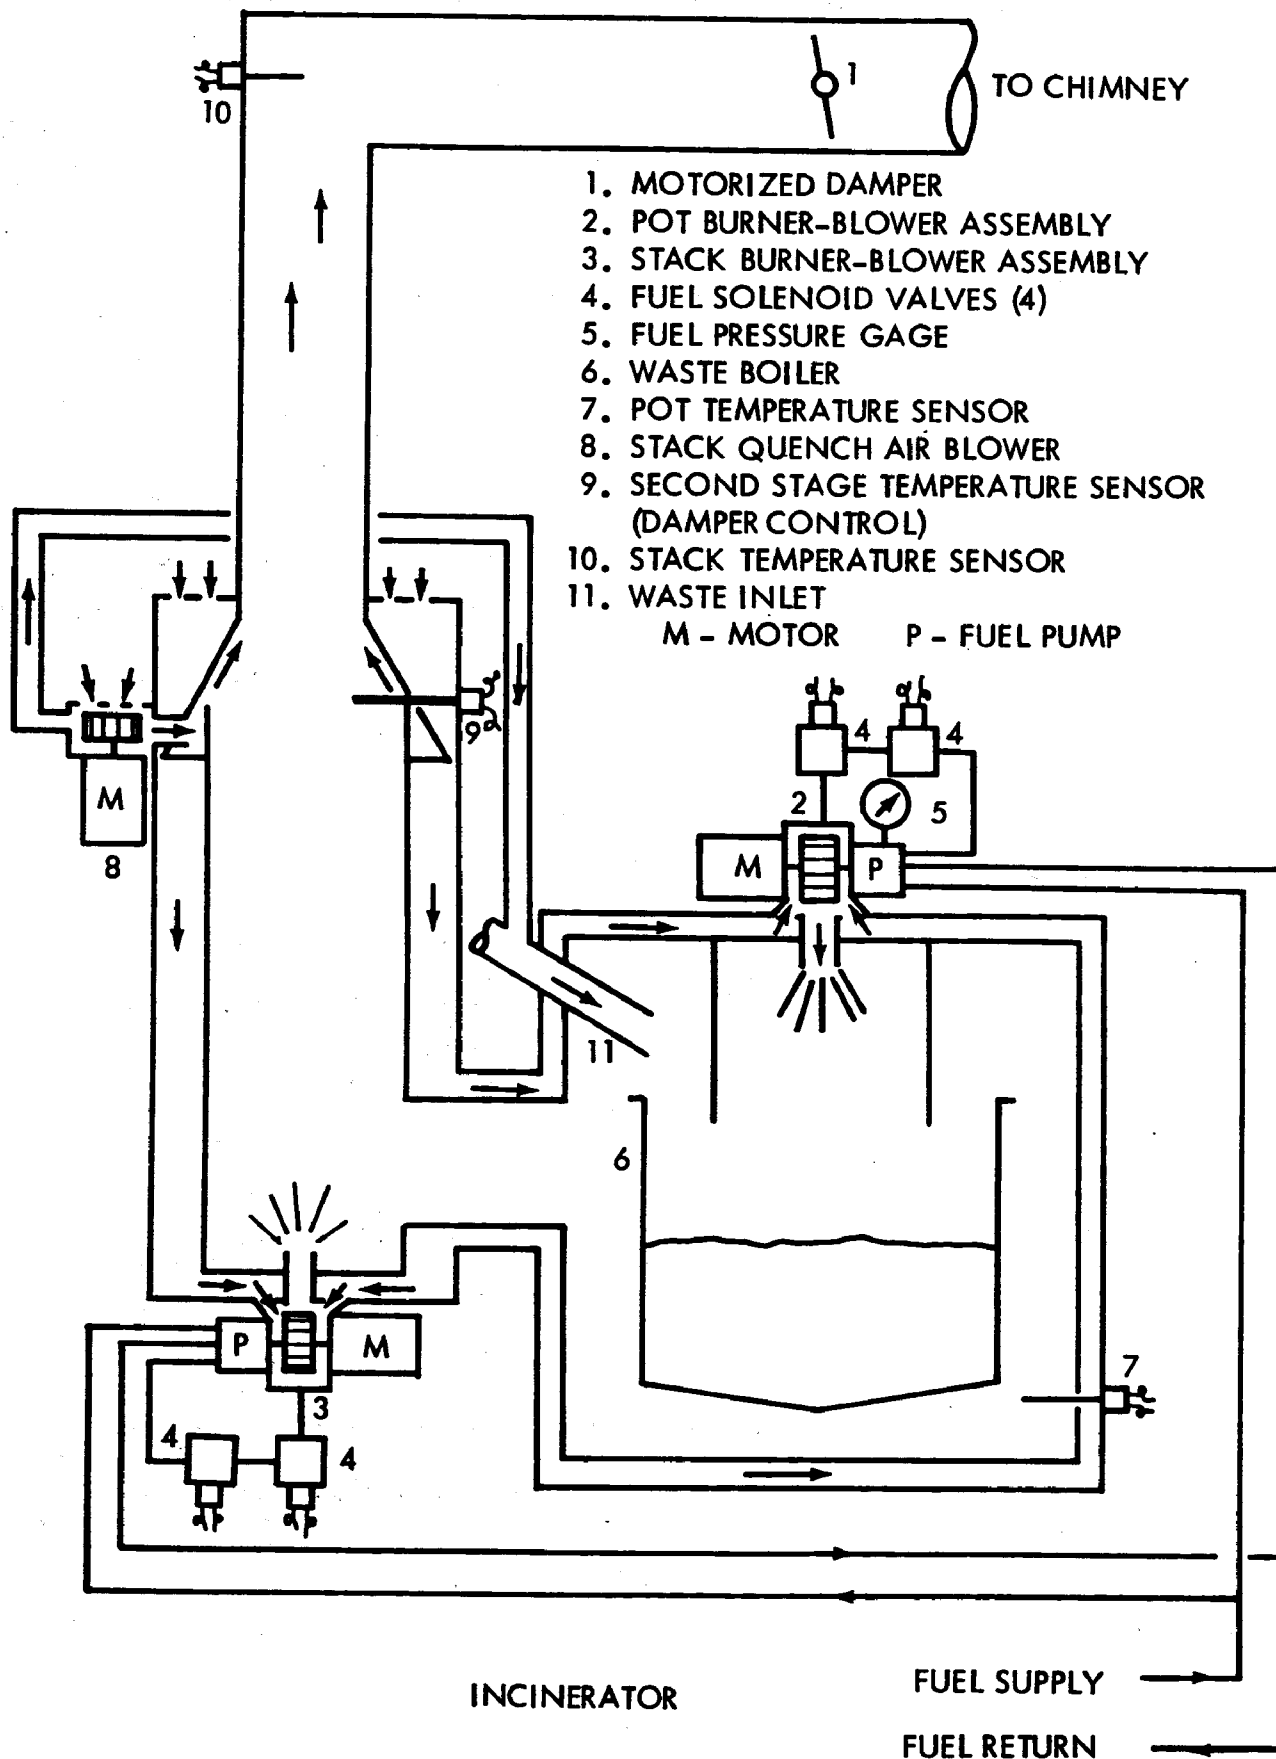 10
1
TO CHIMNEY
1. MOTORIZED DAMPER
2. POT BURNER-BLOWER ASSEMBLY
3. STACK BURNER-BLOWER ASSEMBLY
4. FUEL SOLENOID VALVES (4)
5. FUEL PRESSURE GAGE
6. WASTE BOILER
7. POT TEMPERATURE SENSOR
8. STACK QUENCH AIR BLOWER
9. SECOND STAGE TEMPERATURE SENSOR
(DAMPER CONTROL)
10. STACK TEMPERATURE SENSOR
11. WASTE INLET
M - MOTOR P - FUEL PUMP
9
4
4
M
2
5
8
M
P
11
6
P
M
7
3
4
4
INCINERATOR
FUEL SUPPLY
FUEL RETURN